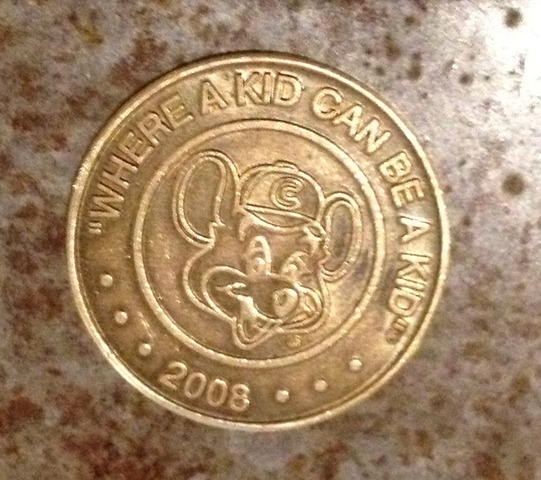 "WHERE A KID CAN BE A KID"
C
2008